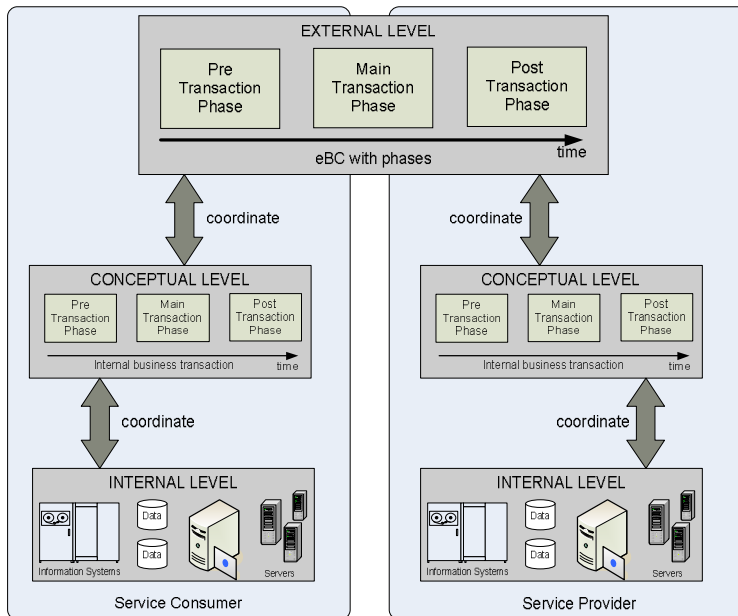 EXTERNAL LEVEL
Pre
Transaction
Phase
Main
Transaction
Phase
Post
Transaction
Phase
time
eBC with phases
coordinate
coordinate
CONCEPTUAL LEVEL
Pre
Transaction
Phase
Main
Transaction
Phase
Post
Transaction
Phase
Internal business transaction
time
CONCEPTUAL LEVEL
Pre
Transaction
Phase
Main
Transaction
Phase
Post
Transaction
Phase
Internal business transaction
time
coordinate
coordinate
INTERNAL LEVEL
Data
Data
Information Systems
Servers
INTERNAL LEVEL
Data
Data
Information Systems
Servers
Service Consumer
Service Provider